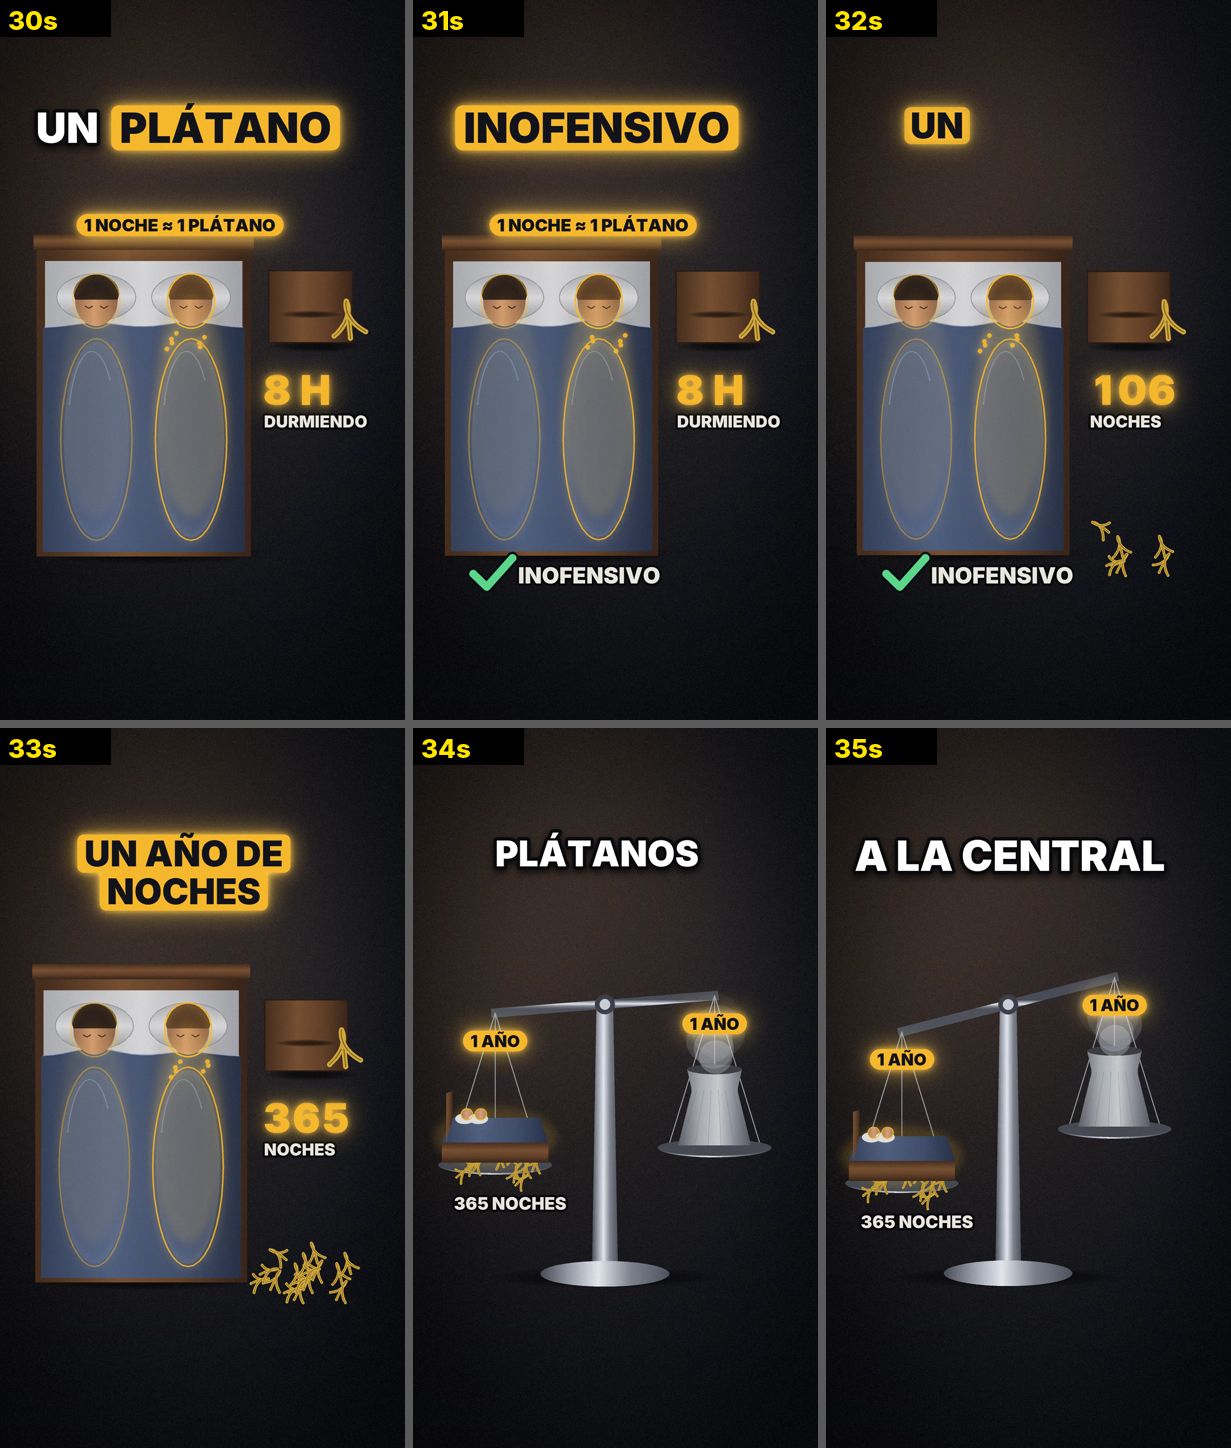 30s
UN PLÁTANO
1 NOCHE ≈ 1 PLÁTANO
8 H
DURMIENDO
31s
INOFENSIVO
1 NOCHE ≈ 1 PLÁTANO
8 H
DURMIENDO
INOFENSIVO
32s
UN
106
NOCHES
INOFENSIVO
33s
UN AÑO DE
NOCHES
365
NOCHES
34s
PLÁTANOS
1 AÑO
1 AÑO
365 NOCHES
35s
A LA CENTRAL
1 AÑO
1 AÑO
365 NOCHES